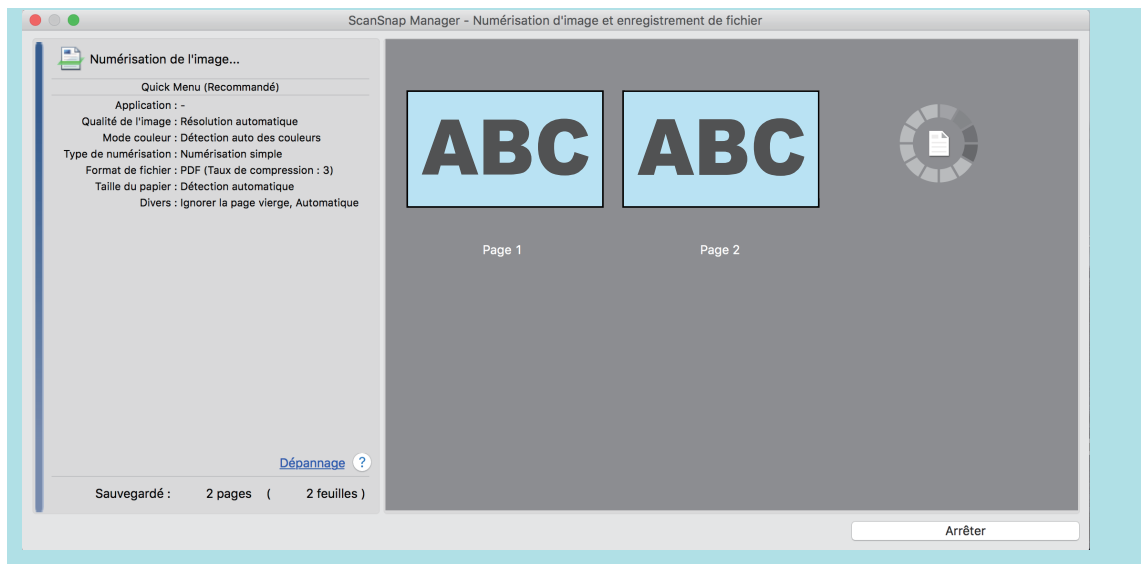 ScanSnap Manager - Numérisation d'image et enregistrement de fichier
Numérisation de l'image...
Quick Menu (Recommandé)
Application : -
Qualité de l'image : Résolution automatique
Mode couleur : Détection auto des couleurs
Type de numérisation : Numérisation simple
Format de fichier : PDF (Taux de compression : 3)
Taille du papier : Détection automatique
Divers : Ignorer la page vierge, Automatique
Dépannage ?
Sauvegardé : 2 pages ( 2 feuilles )
ABC ABC
Page 1 Page 2
Arrêter